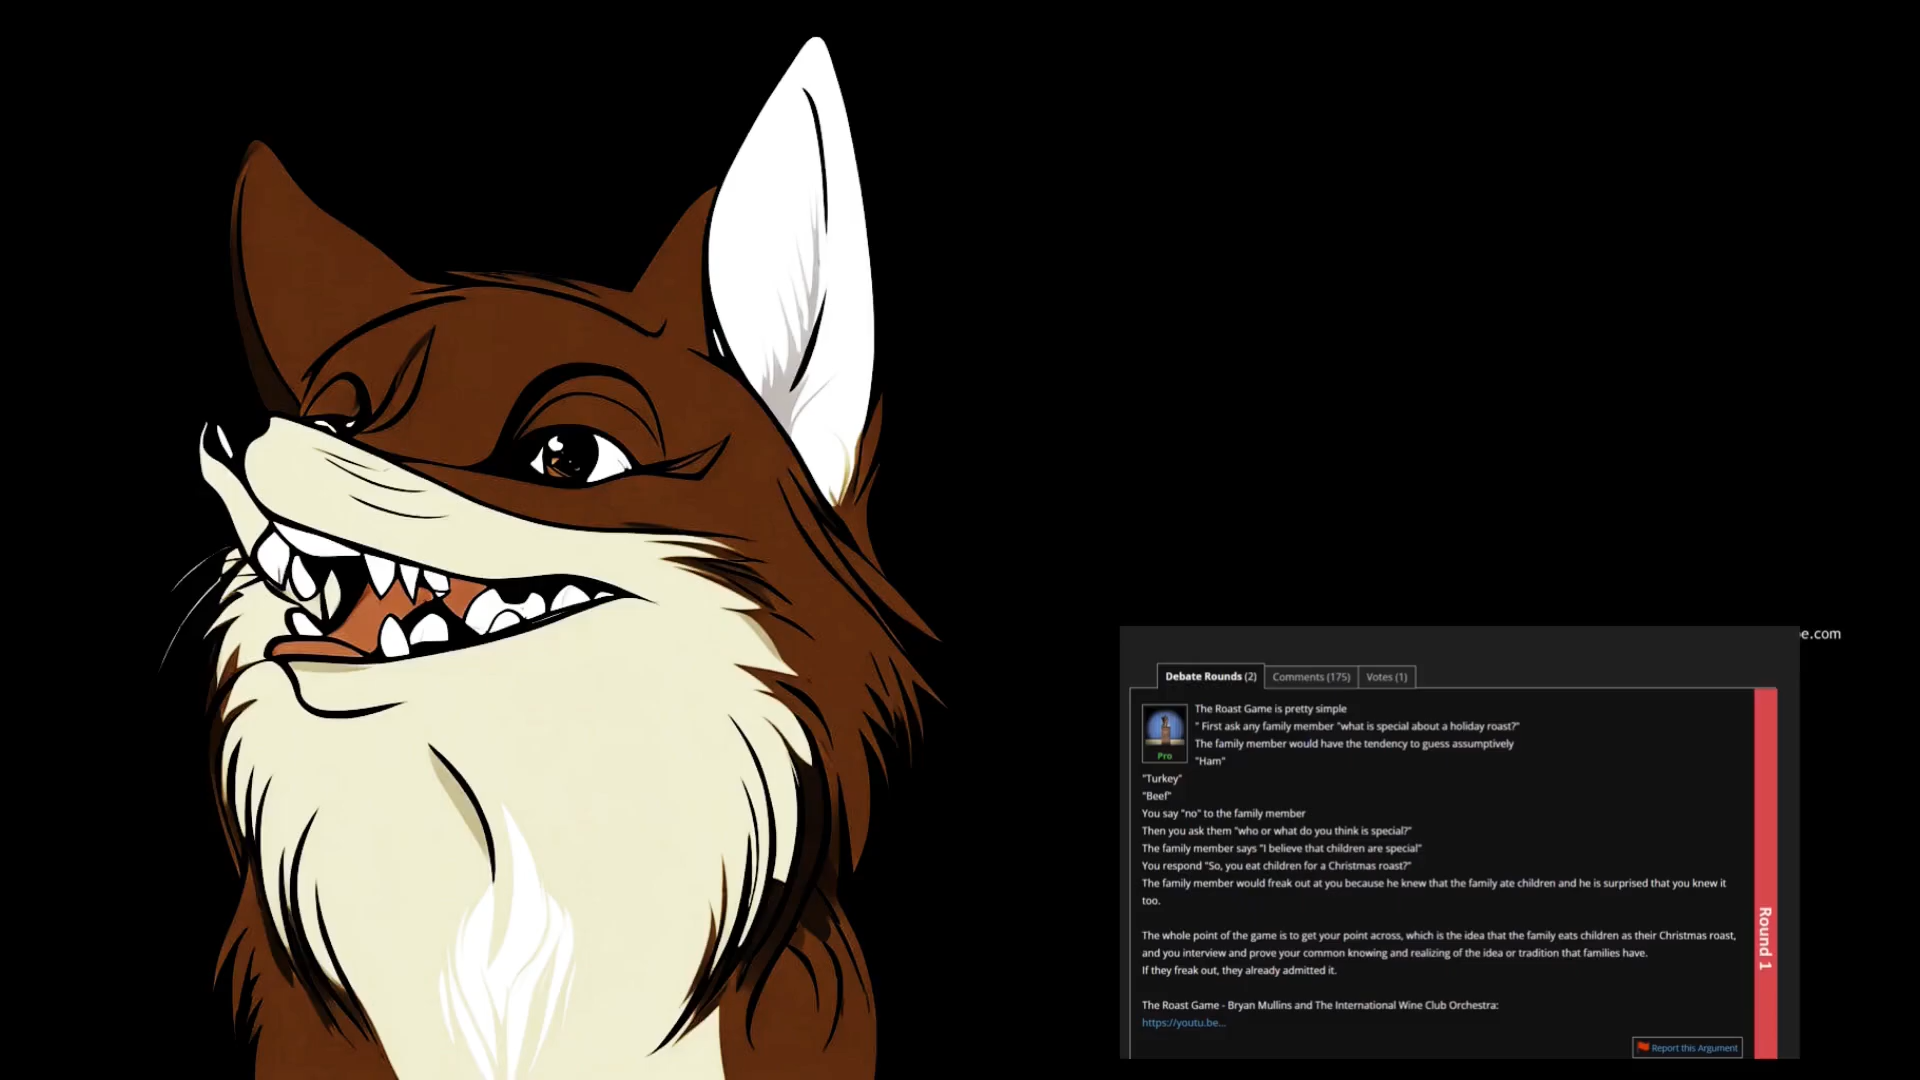 e.com
Debate Rounds (2)
Comments (175)
Votes (1)
The Roast Game is pretty simple
" First ask any family member "what is special about a holiday roast?"
The family member would have the tendency to guess assumptively
"Ham"
Pro
"Turkey"
"Beef"
You say "no" to the family member
Then you ask them "who or what do you think is special?"
The family member says "I believe that children are special"
You respond "So, you eat children for a Christmas roast?"
The family member would freak out at you because he knew that the family ate children and he is surprised that you knew it
too.
The whole point of the game is to get your point across, which is the idea that the family eats children as their Christmas roast,
and you interview and prove your common knowing and realizing of the idea or tradition that families have.
If they freak out, they already admitted it.
The Roast Game - Bryan Mullins and The International Wine Club Orchestra:
https://youtu.be...
Report this Argument
Round 1